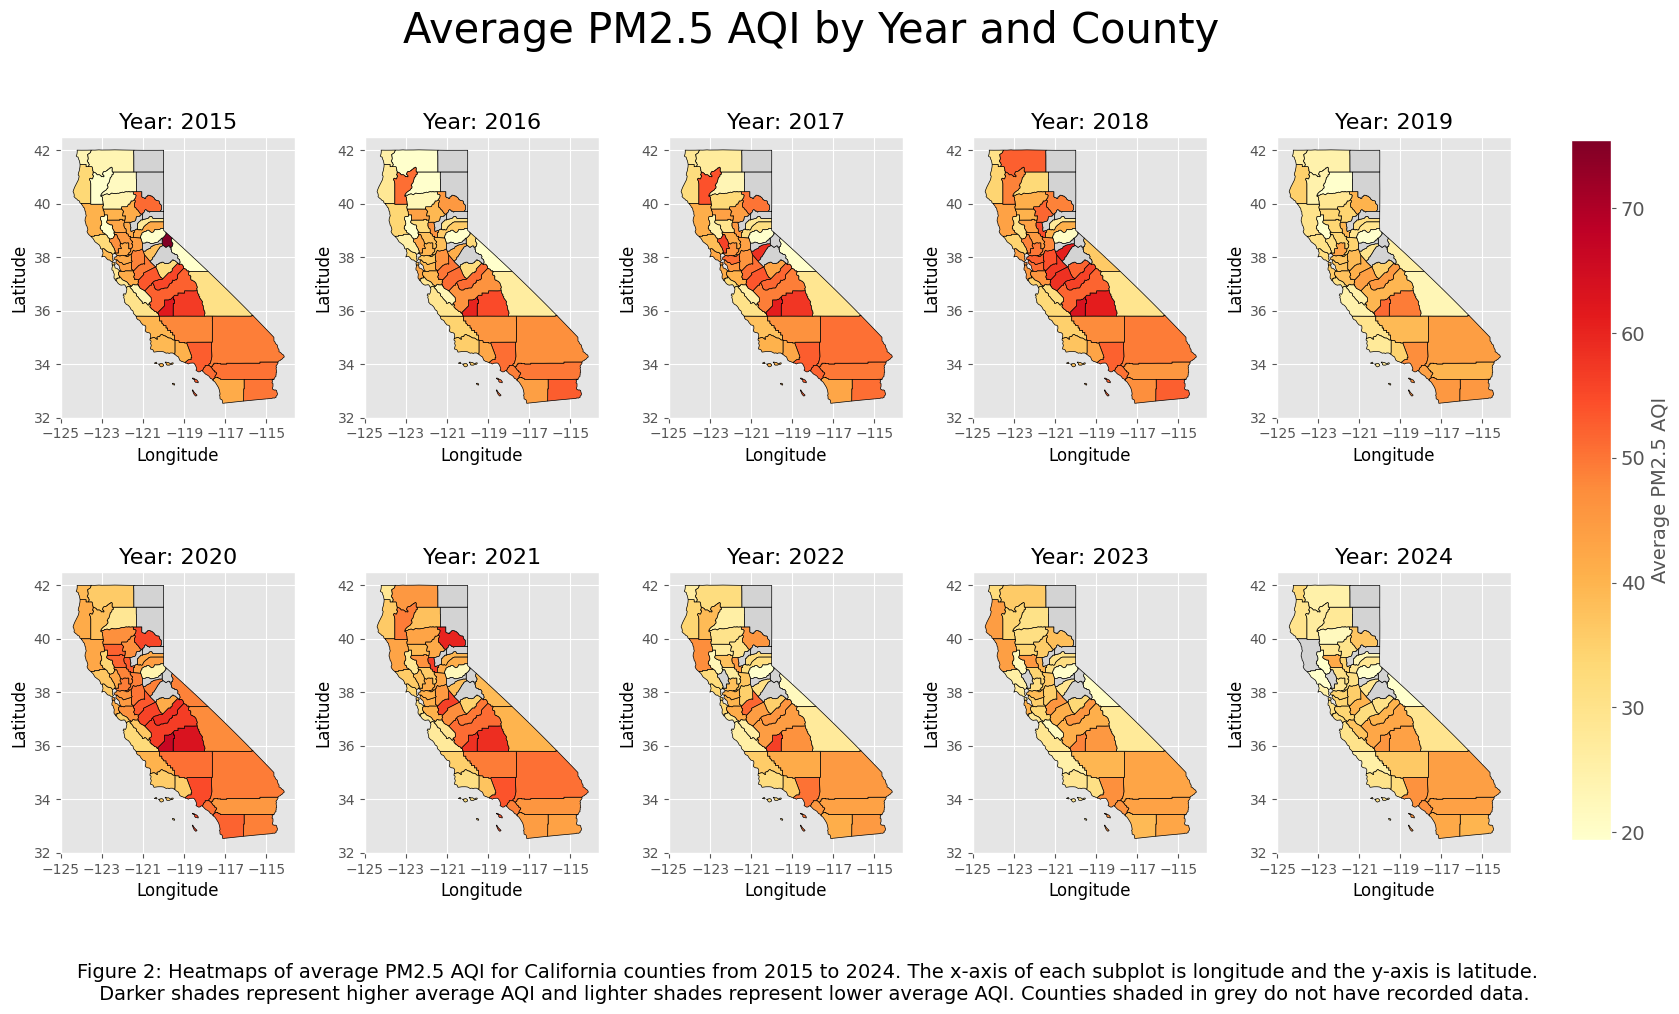 Average PM2.5 AQI by Year and County
Year: 2015
Year: 2016
Year: 2017
Year: 2018
Year: 2019
42
40
38
36
34
32
Latitude
−125 −123 −121 −119 −117 −115
Longitude
42
40
38
36
34
32
Latitude
−125 −123 −121 −119 −117 −115
Longitude
42
40
38
36
34
32
Latitude
−125 −123 −121 −119 −117 −115
Longitude
42
40
38
36
34
32
Latitude
−125 −123 −121 −119 −117 −115
Longitude
42
40
38
36
34
32
Latitude
−125 −123 −121 −119 −117 −115
Longitude
70
60
50
40
30
20
Average PM2.5 AQI
Year: 2020
Year: 2021
Year: 2022
Year: 2023
Year: 2024
42
40
38
36
34
32
Latitude
−125 −123 −121 −119 −117 −115
Longitude
42
40
38
36
34
32
Latitude
−125 −123 −121 −119 −117 −115
Longitude
42
40
38
36
34
32
Latitude
−125 −123 −121 −119 −117 −115
Longitude
42
40
38
36
34
32
Latitude
−125 −123 −121 −119 −117 −115
Longitude
42
40
38
36
34
32
Latitude
−125 −123 −121 −119 −117 −115
Longitude
Figure 2: Heatmaps of average PM2.5 AQI for California counties from 2015 to 2024. The x-axis of each subplot is longitude and the y-axis is latitude.
Darker shades represent higher average AQI and lighter shades represent lower average AQI. Counties shaded in grey do not have recorded data.